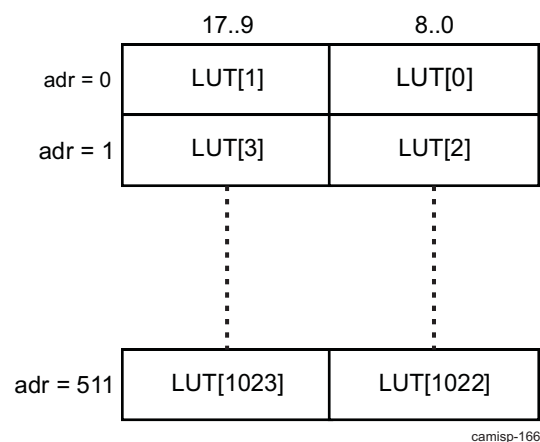 17..9 8..0
adr = 0 LUT[1] LUT[0]
adr = 1 LUT[3] LUT[2]
adr = 511 LUT[1023] LUT[1022]
camisp-166